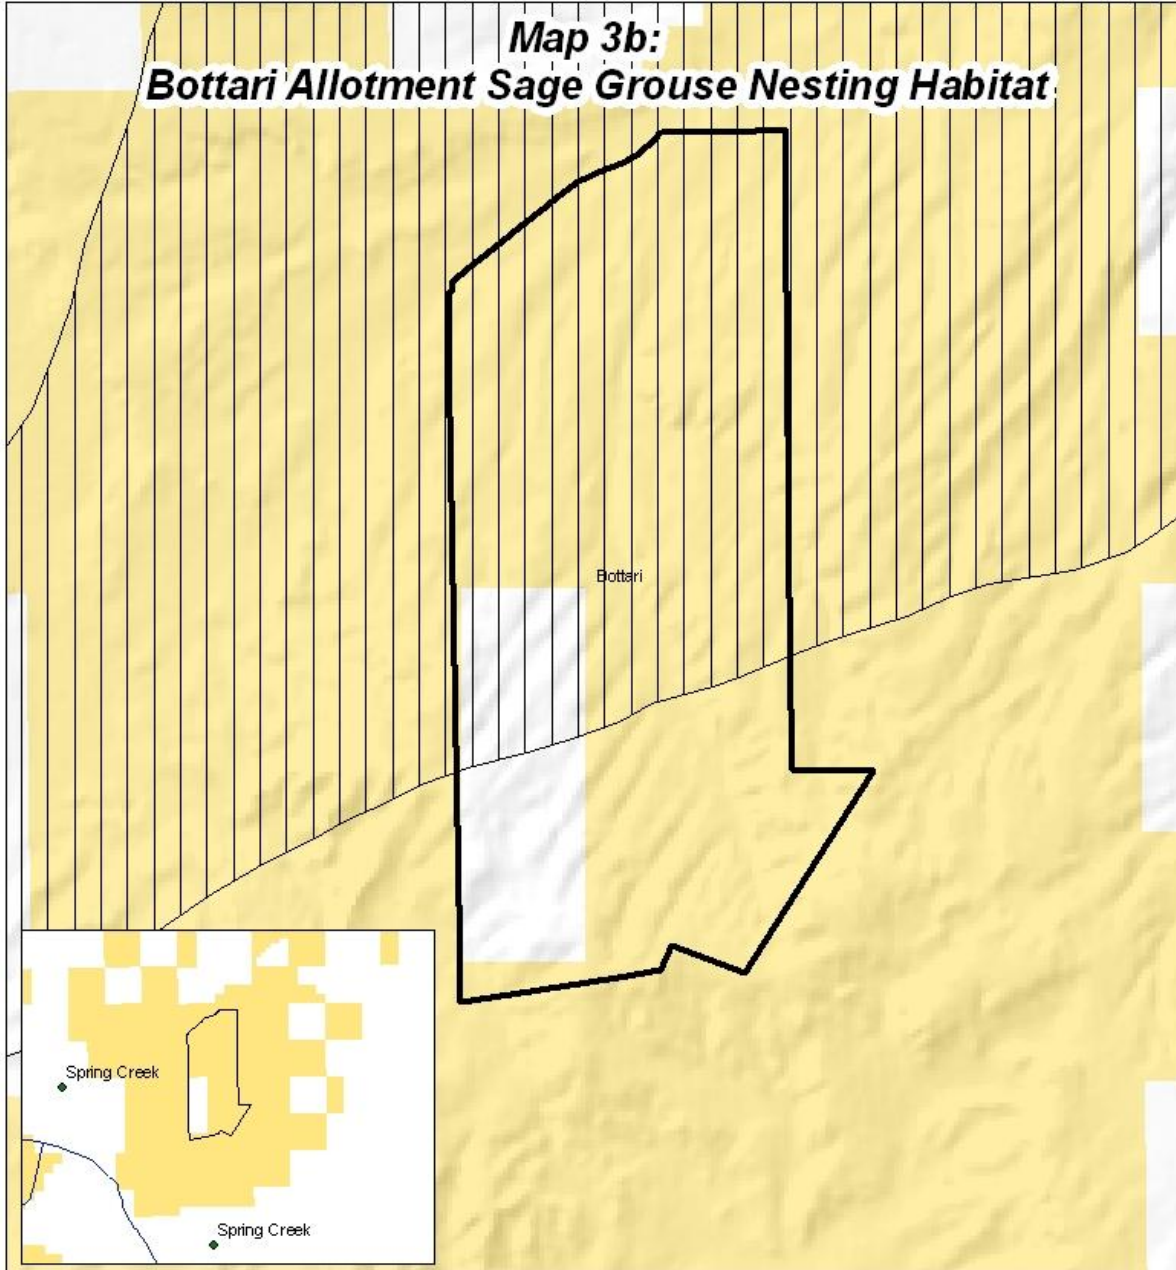 Map 3b:
Bottari Allotment Sage Grouse Nesting Habitat
Bottari
Spring Creek
Spring Creek